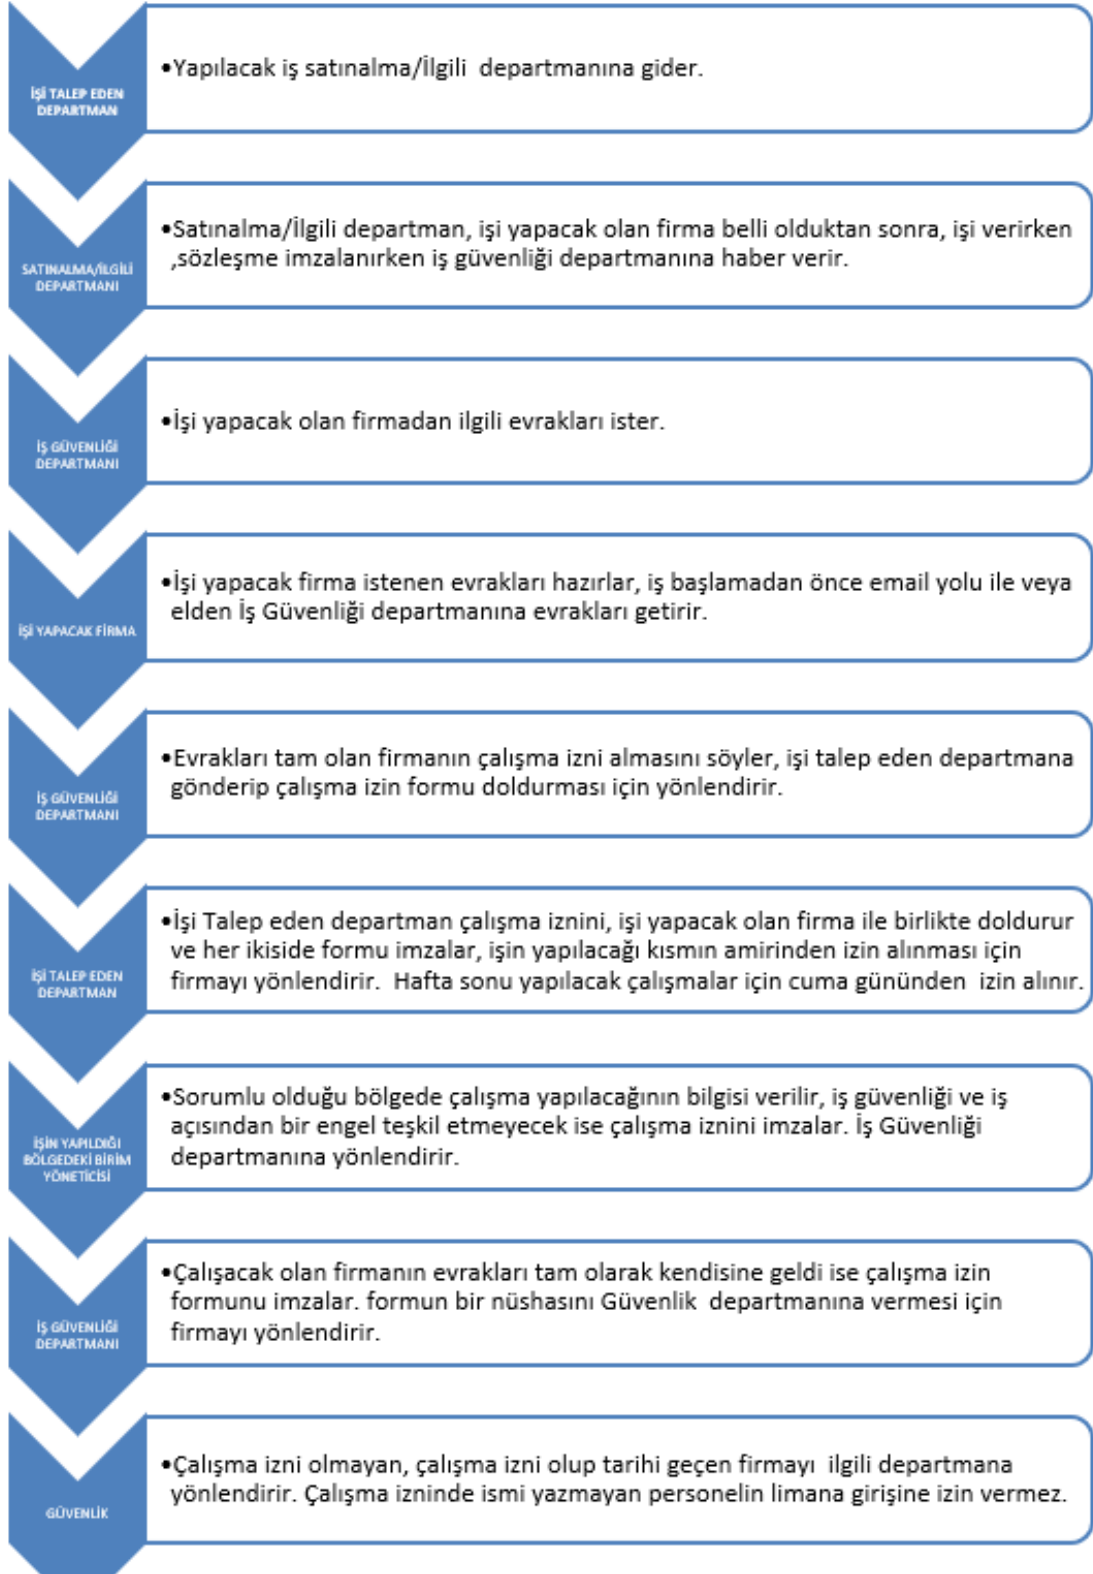 İŞİ TALEP EDEN
DEPARTMAN
•Yapılacak iş satınalma/İlgili departmanına gider.
SATINALMA/İLGİLİ
DEPARTMANI
•Satınalma/İlgili departman, işi yapacak olan firma belli olduktan sonra, işi verirken
,sözleşme imzalanırken iş güvenliği departmanına haber verir.
İŞ GÜVENLİĞİ
DEPARTMANI
•İşi yapacak olan firmadan ilgili evrakları ister.
İŞİ YAPACAK FİRMA
•İşi yapacak firma istenen evrakları hazırlar, iş başlamadan önce email yolu ile veya
elden İş Güvenliği departmanına evrakları getirir.
İŞ GÜVENLİĞİ
DEPARTMANI
•Evrakları tam olan firmanın çalışma izni almasını söyler, işi talep eden departmana
gönderip çalışma izin formu doldurması için yönlendirir.
İŞİ TALEP EDEN
DEPARTMAN
•İşi Talep eden departman çalışma iznini, işi yapacak olan firma ile birlikte doldurur
ve her ikiside formu imzalar, işin yapılacağı kısmın amirinden izin alınması için
firmayı yönlendirir. Hafta sonu yapılacak çalışmalar için cuma gününden izin alınır.
İŞİN YAPILDIĞI
BÖLGEDEKİ BİRİM
YÖNETİCİSİ
•Sorumlu olduğu bölgede çalışma yapılacağının bilgisi verilir, iş güvenliği ve iş
açısından bir engel teşkil etmeyecek ise çalışma iznini imzalar. İş Güvenliği
departmanına yönlendirir.
İŞ GÜVENLİĞİ
DEPARTMANI
•Çalışacak olan firmanın evrakları tam olarak kendisine geldi ise çalışma izin
formunu imzalar. formun bir nüshasını Güvenlik departmanına vermesi için
firmayı yönlendirir.
GÜVENLİK
•Çalışma izni olmayan, çalışma izni olup tarihi geçen firmayı ilgili departmana
yönlendirir. Çalışma izninde ismi yazmayan personelin limana girişine izin vermez.